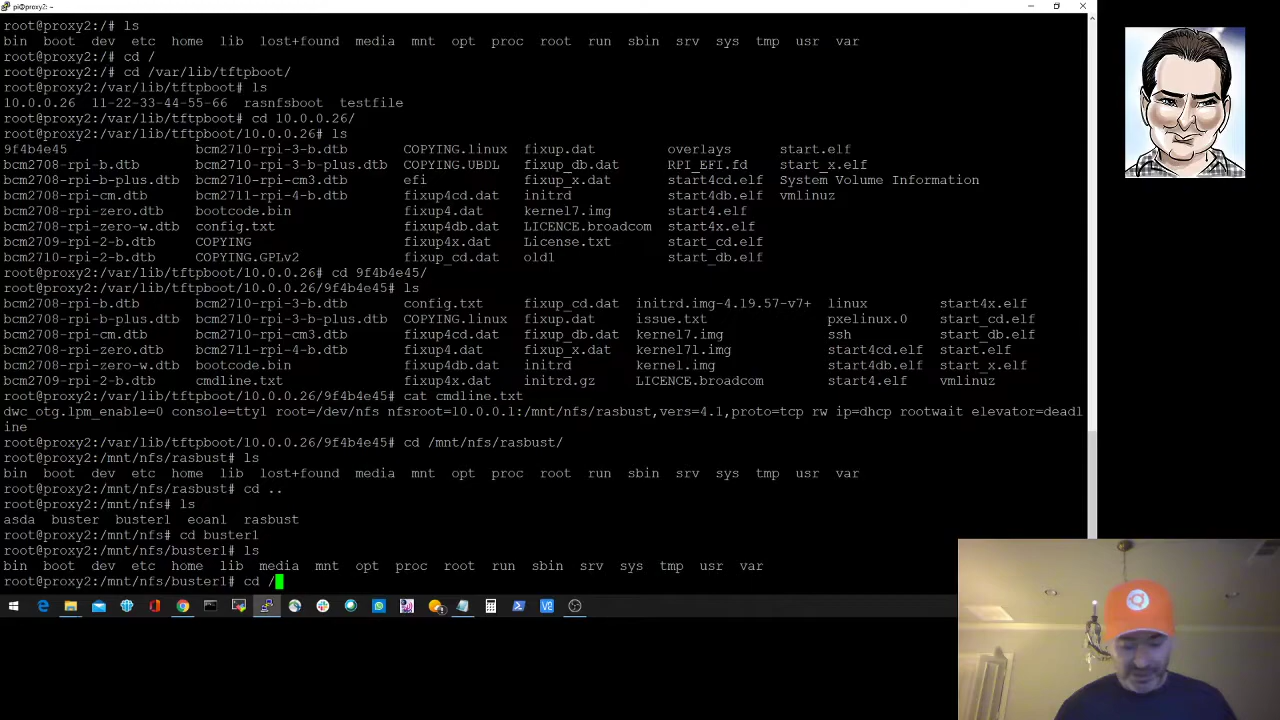 pi@proxy2: ~
root@proxy2:/# ls
bin boot dev etc home lib lost+found media mnt opt proc root run sbin srv sys tmp usr var
root@proxy2:/# cd /
root@proxy2:/# cd /var/lib/tftpboot/
root@proxy2:/var/lib/tftpboot# ls
10.0.0.26 11-22-33-44-55-66 rasnfsboot testfile
root@proxy2:/var/lib/tftpboot# cd 10.0.0.26/
root@proxy2:/var/lib/tftpboot/10.0.0.26# ls
9f4b4e45 bcm2710-rpi-3-b.dtb COPYING.linux fixup.dat overlays start.elf
bcm2708-rpi-b.dtb bcm2710-rpi-3-b-plus.dtb COPYING.UBDL fixup_db.dat RPI_EFI.fd start_x.elf
bcm2708-rpi-b-plus.dtb bcm2710-rpi-cm3.dtb efi fixup_x.dat start4cd.elf System Volume Information
bcm2708-rpi-cm.dtb bcm2711-rpi-4-b.dtb fixup4cd.dat initrd start4db.elf vmlinuz
bcm2708-rpi-zero.dtb bootcode.bin fixup4.dat kernel7.img start4.elf
bcm2708-rpi-zero-w.dtb config.txt fixup4db.dat LICENCE.broadcom start4x.elf
bcm2709-rpi-2-b.dtb COPYING fixup4x.dat License.txt start_cd.elf
bcm2710-rpi-2-b.dtb COPYING.GPLv2 fixup_cd.dat oldl start_db.elf
root@proxy2:/var/lib/tftpboot/10.0.0.26# cd 9f4b4e45/
root@proxy2:/var/lib/tftpboot/10.0.0.26/9f4b4e45# ls
bcm2708-rpi-b.dtb bcm2710-rpi-3-b.dtb config.txt fixup_cd.dat initrd.img-4.19.57-v7+ linux start4x.elf
bcm2708-rpi-b-plus.dtb bcm2710-rpi-3-b-plus.dtb COPYING.linux fixup.dat issue.txt pxelinux.0 start_cd.elf
bcm2708-rpi-cm.dtb bcm2710-rpi-cm3.dtb fixup4cd.dat fixup_db.dat kernel7.img ssh start_db.elf
bcm2708-rpi-zero.dtb bcm2711-rpi-4-b.dtb fixup4.dat fixup_x.dat kernel7l.img start4cd.elf start.elf
bcm2708-rpi-zero-w.dtb bootcode.bin fixup4db.dat initrd kernel.img start4db.elf start_x.elf
bcm2709-rpi-2-b.dtb cmdline.txt fixup4x.dat initrd.gz LICENCE.broadcom start4.elf vmlinuz
root@proxy2:/var/lib/tftpboot/10.0.0.26/9f4b4e45# cat cmdline.txt
dwc_otg.lpm_enable=0 console=tty1 root=/dev/nfs nfsroot=10.0.0.1:/mnt/nfs/rasbust,vers=4.1,proto=tcp rw ip=dhcp rootwait elevator=deadl
ine
root@proxy2:/var/lib/tftpboot/10.0.0.26/9f4b4e45# cd /mnt/nfs/rasbust/
root@proxy2:/mnt/nfs/rasbust# ls
bin boot dev etc home lib lost+found media mnt opt proc root run sbin srv sys tmp usr var
root@proxy2:/mnt/nfs/rasbust# cd ..
root@proxy2:/mnt/nfs# ls
asda buster buster1 eoan1 rasbust
root@proxy2:/mnt/nfs# cd buster1
root@proxy2:/mnt/nfs/buster1# ls
bin boot dev etc home lib media mnt opt proc root run sbin srv sys tmp usr var
root@proxy2:/mnt/nfs/buster1# cd /